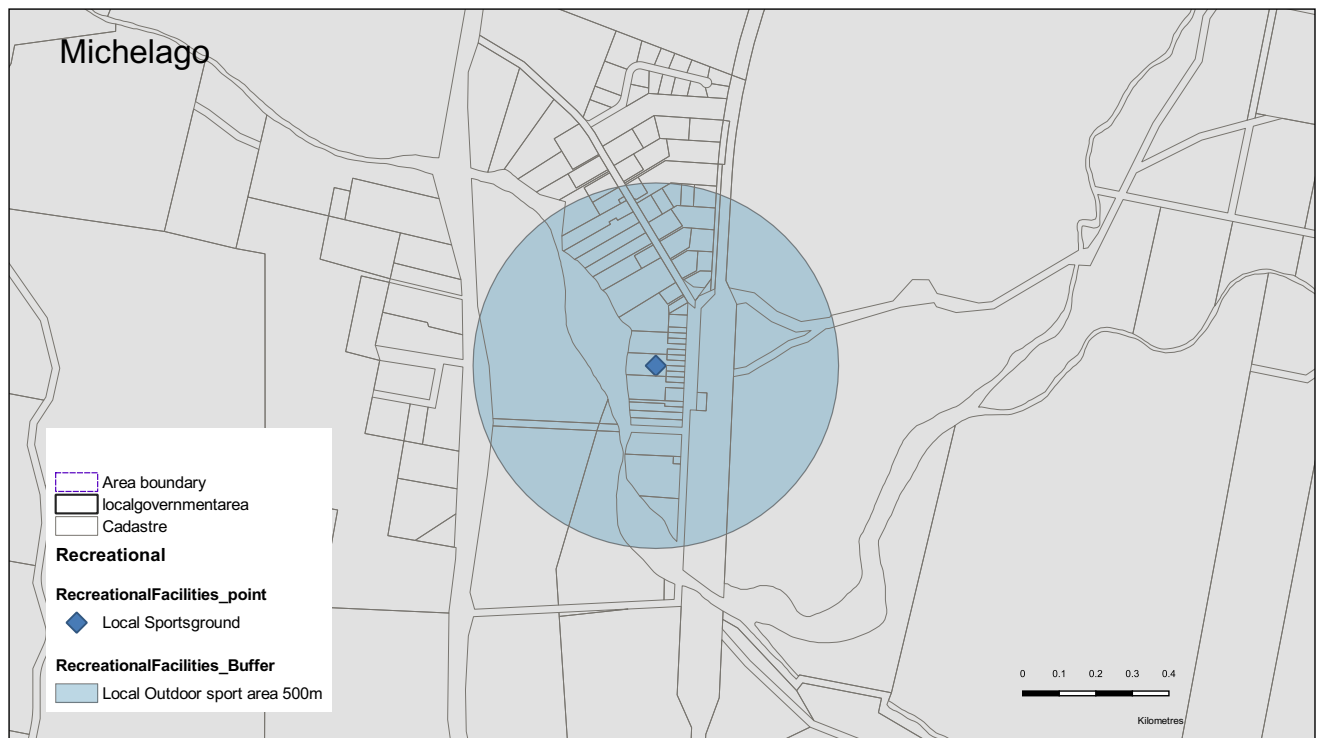 Michelago
Area boundary
localgovernmentarea
Cadastre
Recreational
RecreationalFacilities_point
Local Sportsground
RecreationalFacilities_Buffer
Local Outdoor sport area 500m
0 0.1 0.2 0.3 0.4
Kilometres